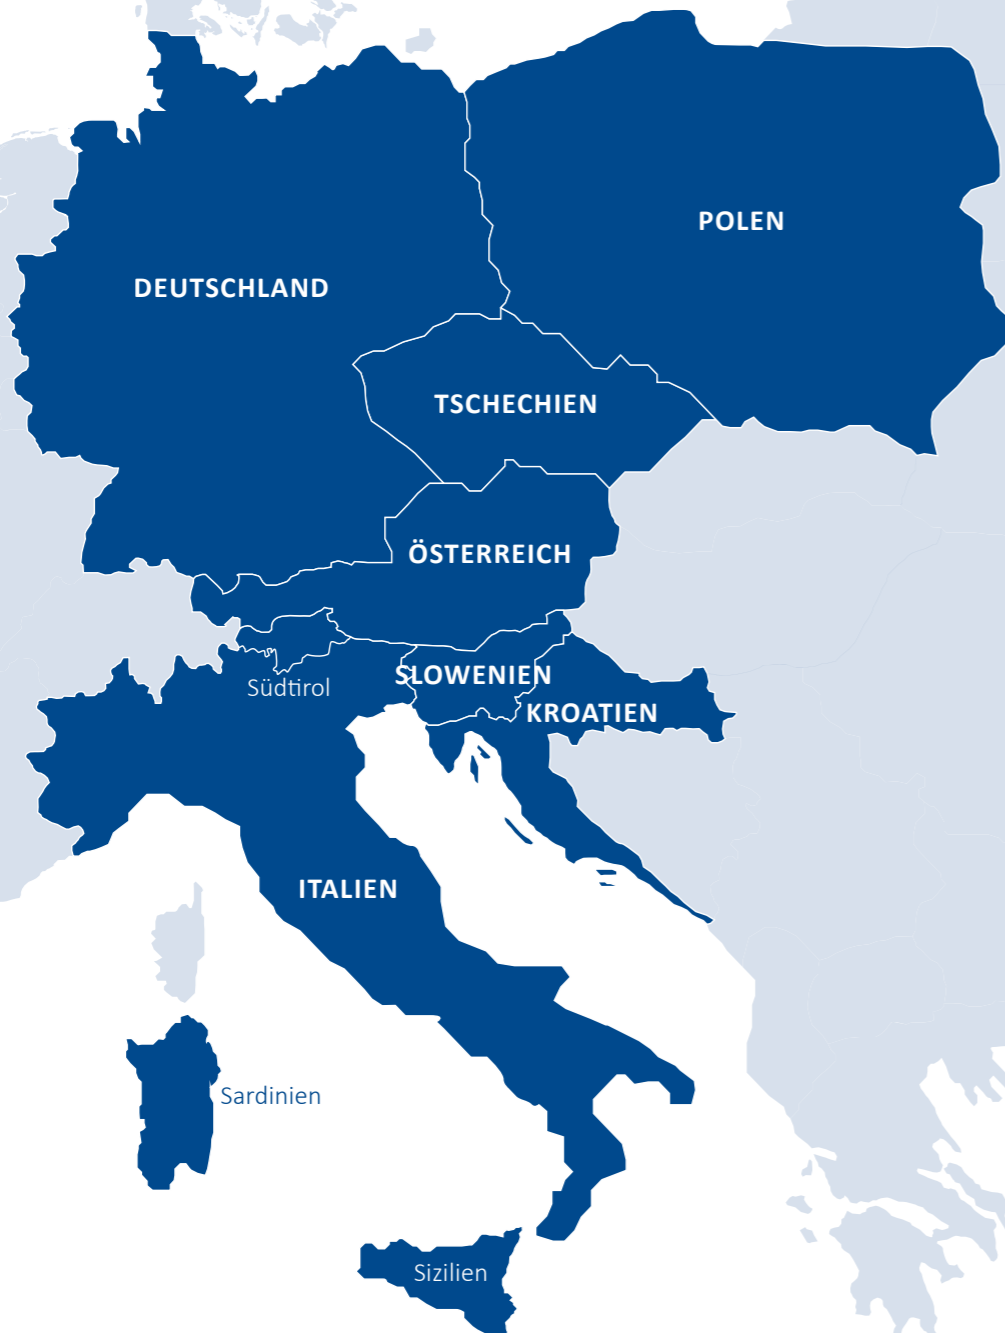 POLEN
DEUTSCHLAND
TSCHECHIEN
ÖSTERREICH
SLOWENIEN
Südtirol
KROATIEN
ITALIEN
Sardinien
Sizilien